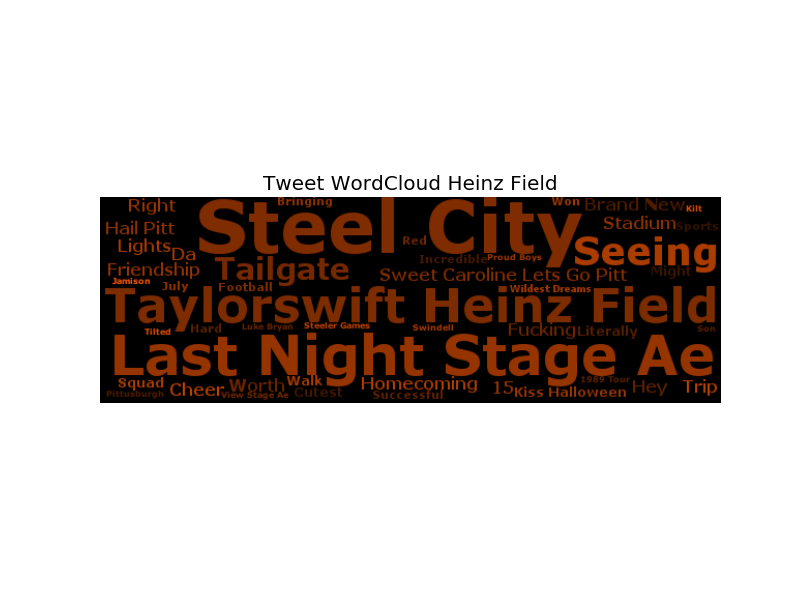 Tweet WordCloud Heinz Field
Right
Bringing
Won
Brand New
Kilt
Hail Pitt
Steel City
Stadium
Sports
Lights
Da
Red
Incredible
Proud Boys
Seeing
Friendship
Tailgate
Sweet Caroline Lets Go Pitt
Might
Jamison
July
Football
Wildest Dreams
Taylorswift Heinz Field
Tilted
Hard
Luke Bryan
Steeler Games
Swindell
Fucking
Literally
Son
Last Night Stage Ae
Squad
Cheer
Worth
Walk
Homecoming
15
Kiss Halloween
1989 Tour
Hey
Trip
Pittuxburgh
View Stage Ae
Cutest
Successful